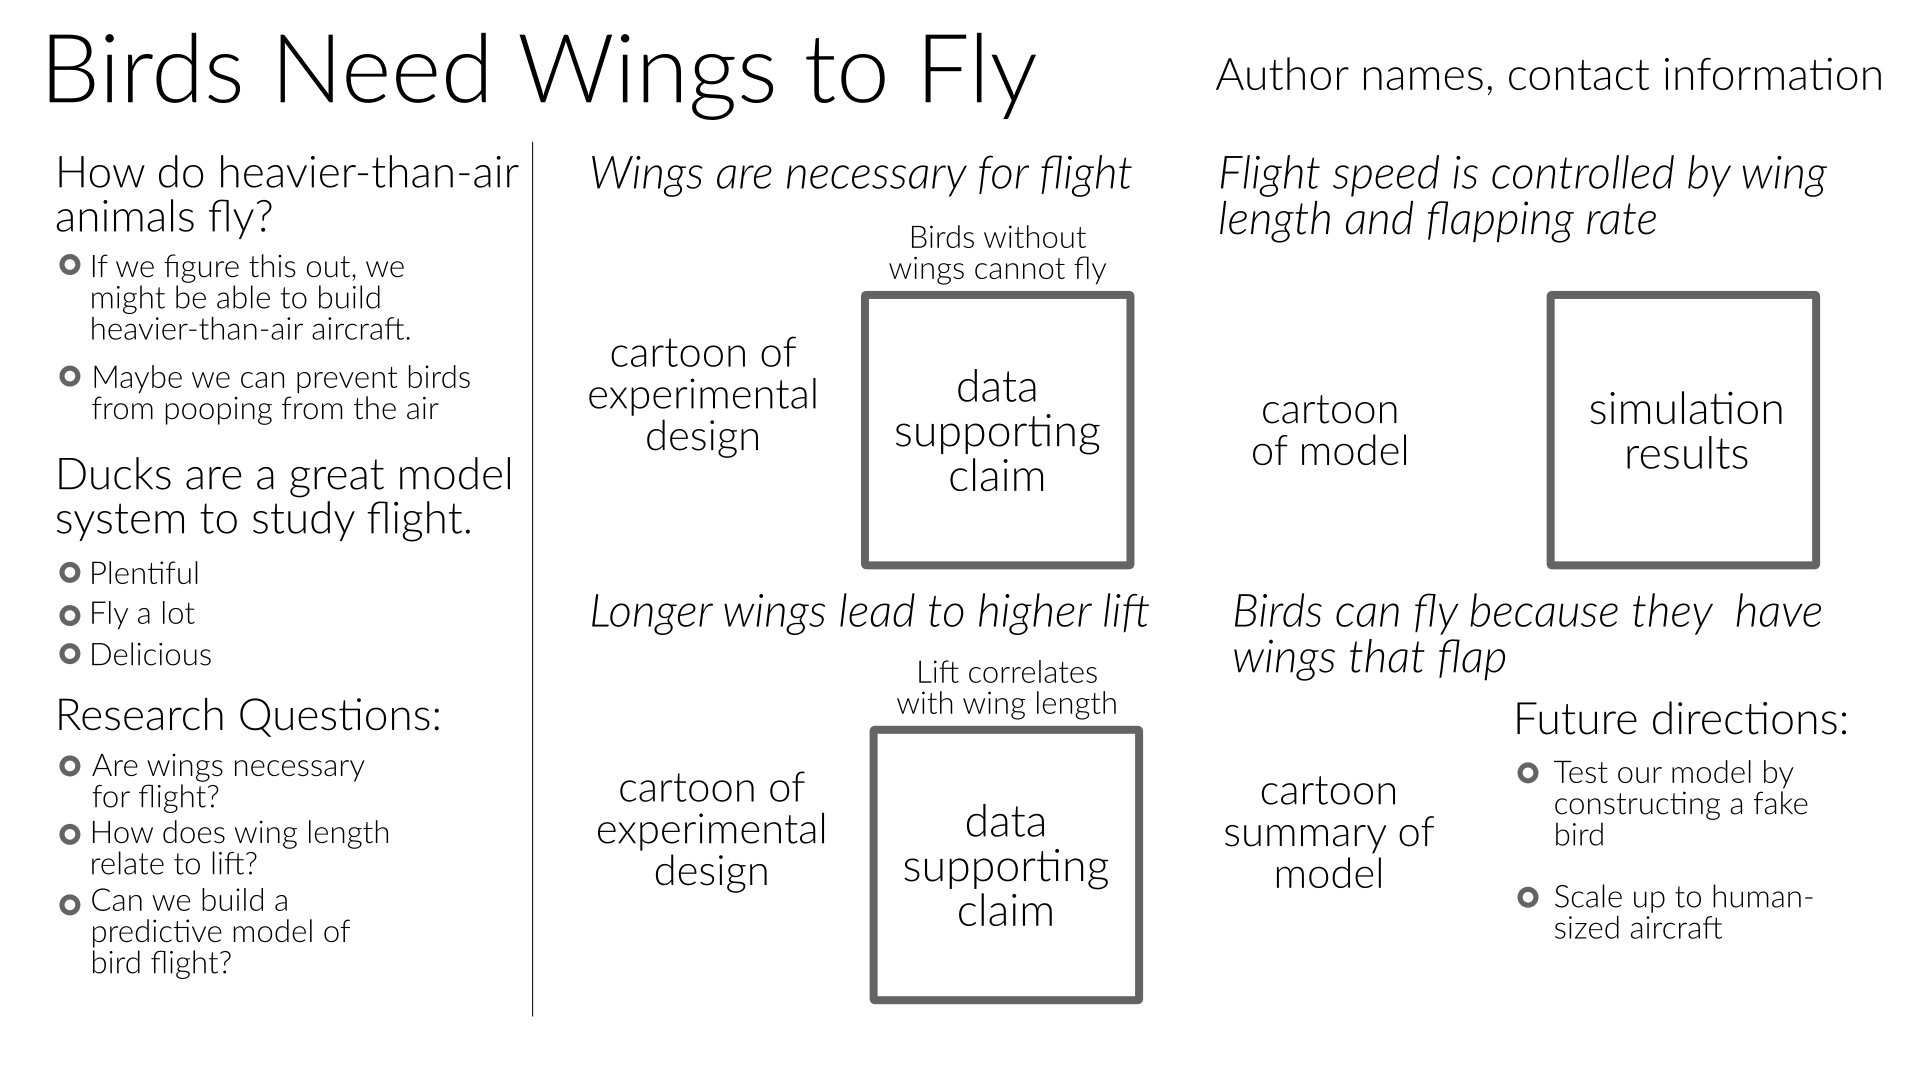 Birds Need Wings to Fly
Author names, contact information
How do heavier-than-air
animals fly?
If we figure this out, we
might be able to build
heavier-than-air aircraft.
Maybe we can prevent birds
from pooping from the air
Ducks are a great model
system to study flight.
Plentiful
Fly a lot
Delicious
Research Questions:
Are wings necessary
for flight?
How does wing length
relate to lift?
Can we build a
predictive model of
bird flight?
Wings are necessary for flight
Birds without
wings cannot fly
cartoon of
experimental
design
data
supporting
claim
Longer wings lead to higher lift
Lift correlates
with wing length
cartoon of
experimental
design
data
supporting
claim
Flight speed is controlled by wing
length and flapping rate
cartoon
of model
simulation
results
Birds can fly because they  have
wings that flap
cartoon
summary of
model
Future directions:
Test our model by
constructing a fake
bird
Scale up to human-
sized aircraft